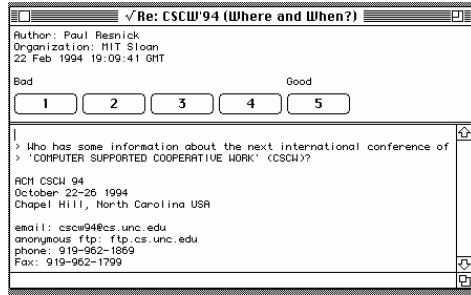 √Re: CSCW'94 (Where and When?)
Author: Paul Resnick
Organization: MIT Sloan
22 Feb 1994 19:09:41 GMT
Bad Good
1 2 3 4 5
> Who has some information about the next international conference of
> 'COMPUTER SUPPORTED COOPERATIVE WORK' (CSCW)?
ACM CSCW 94
October 22-26 1994
Chapel Hill, North Carolina USA
email: cscw94@cs.unc.edu
anonymous ftp: ftp.cs.unc.edu
phone: 919-962-1869
Fax: 919-962-1799